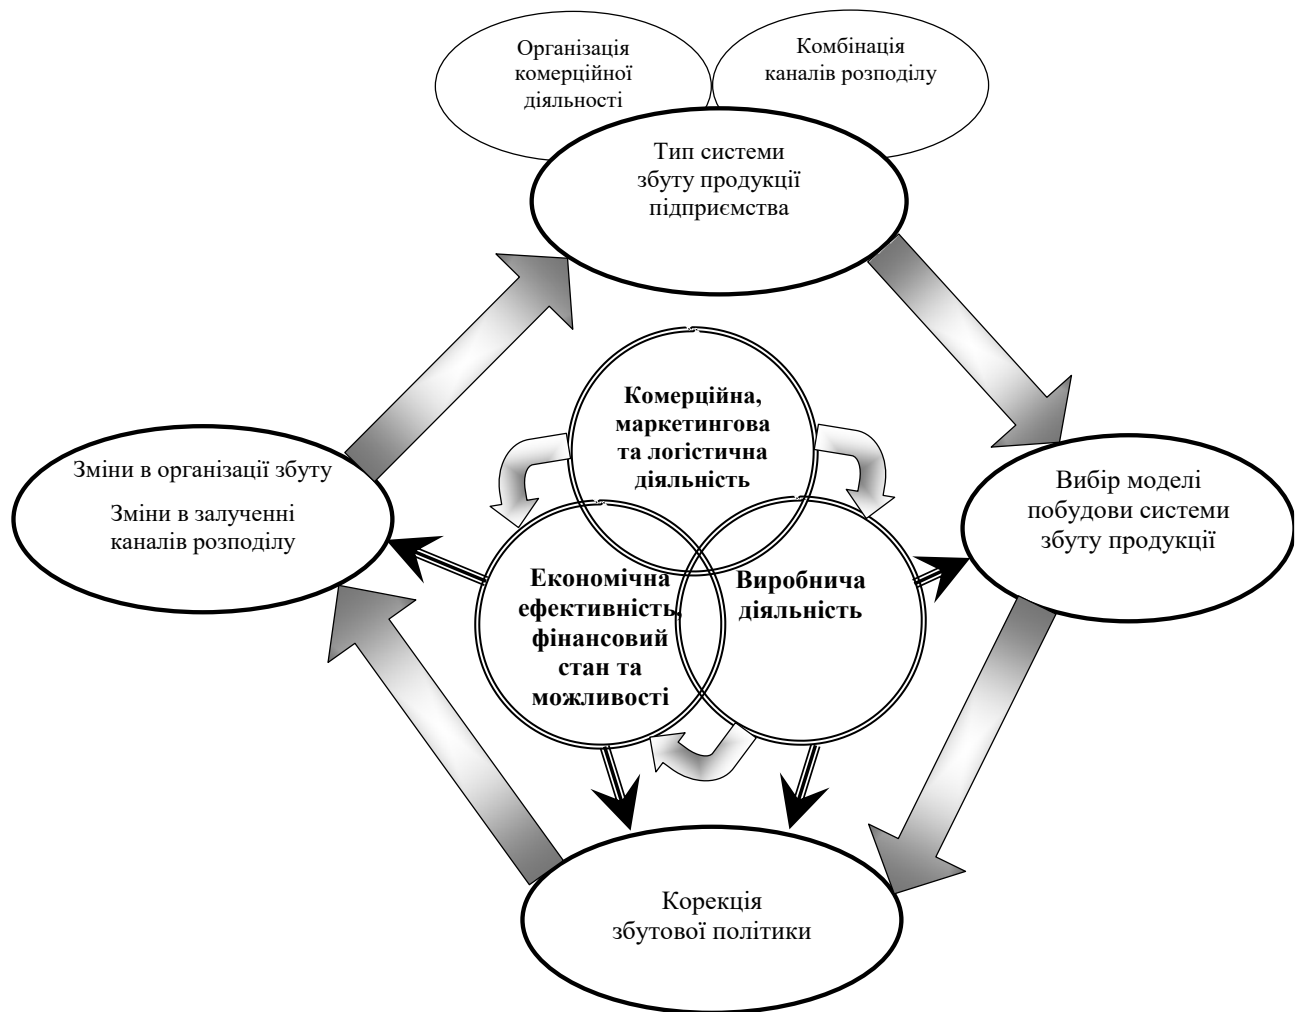 Організація
комерційної
діяльності
Комбінація
каналів розподілу
Тип системи
збуту продукції
підприємства
Комерційна,
маркетингова
та логістична
діяльність
Зміни в організації збуту
Зміни в залученні
каналів розподілу
Вибір моделі
побудови системи
збуту продукції
Економічна
ефективність,
фінансовий
стан та
можливості
Виробнича
діяльність
Корекція
збутової політики